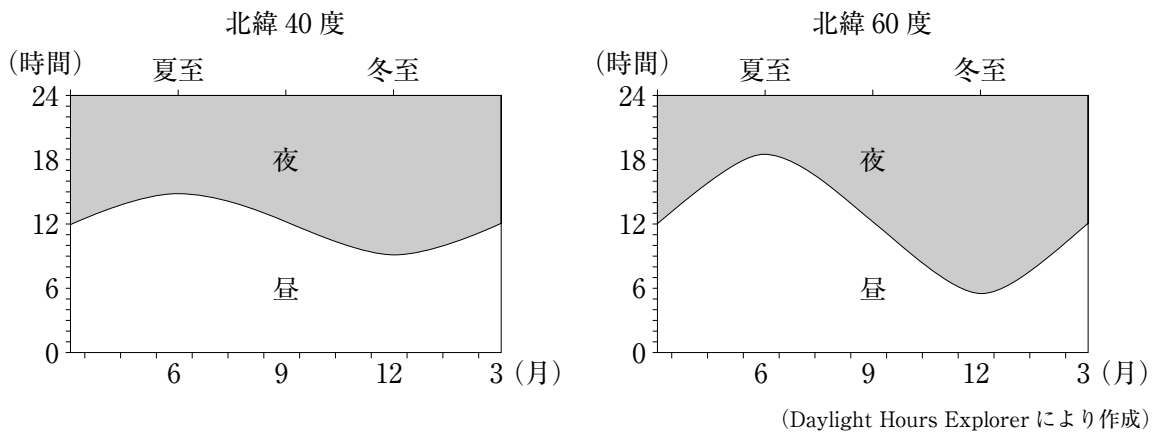 北緯 40 度
(時間)
夏至
冬至
24
18
12
6
0
夜
昼
6
9
12
3
(月)
北緯 60 度
(時間)
夏至
冬至
24
18
12
6
0
夜
昼
6
9
12
3
(月)
(Daylight Hours Explorer により作成)